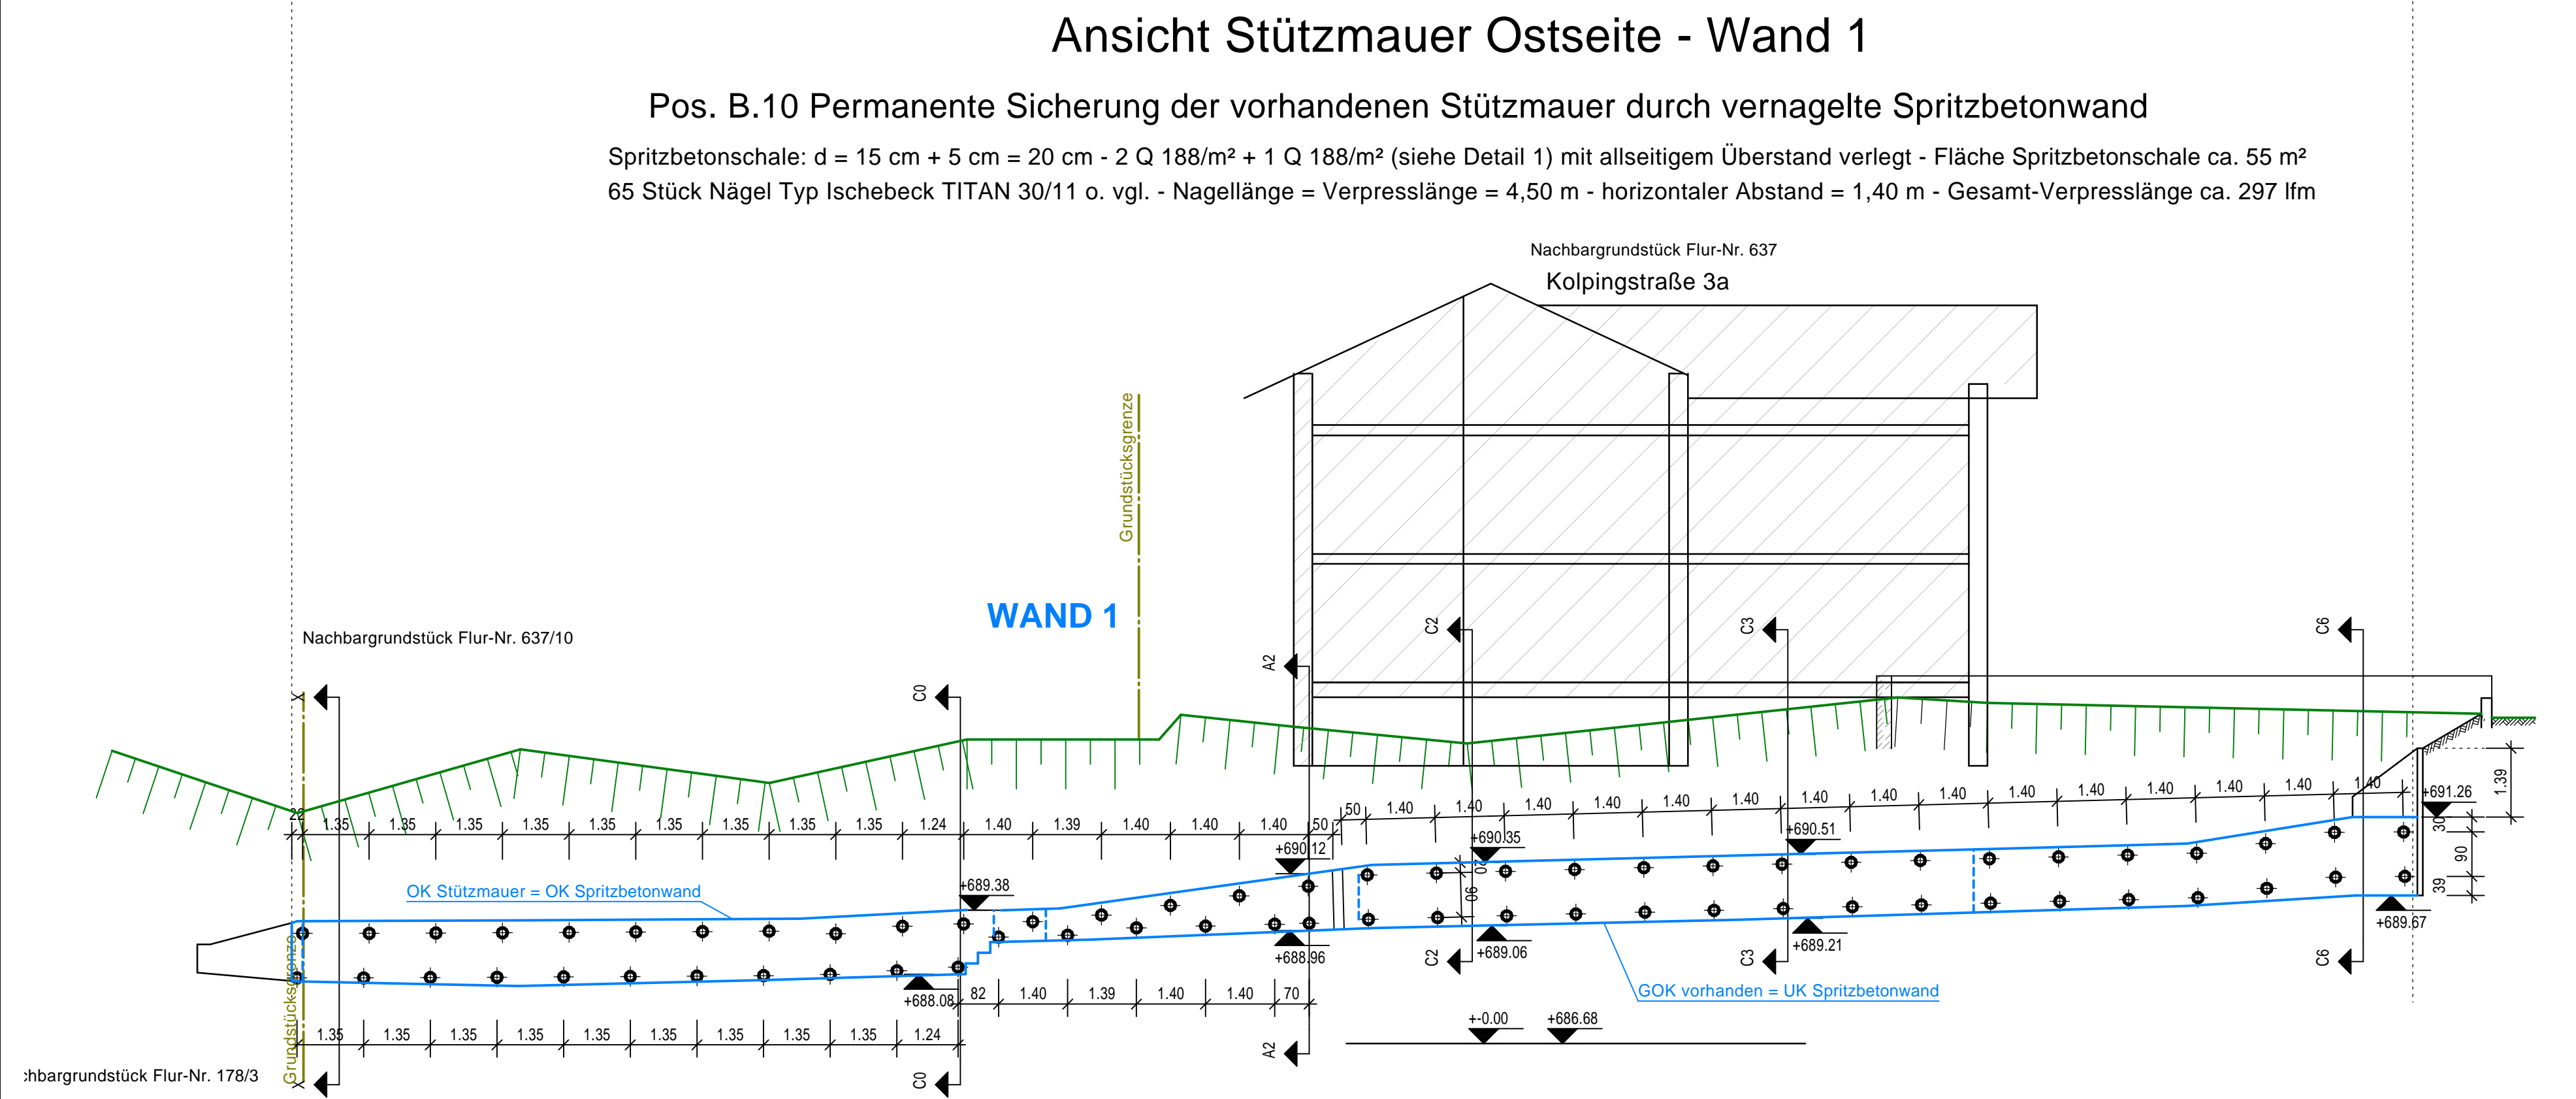 Ansicht Stützmauer Ostseite - Wand 1
Pos. B.10 Permanente Sicherung der vorhandenen Stützmauer durch vernagelte Spritzbetonwand
Spritzbetonschale: d = 15 cm + 5 cm = 20 cm - 2 Q 188/m² + 1 Q 188/m² (siehe Detail 1) mit allseitigem Überstand verlegt - Fläche Spritzbetonschale ca. 55 m²
65 Stück Nägel Typ Ischebeck TITAN 30/11 o. vgl. - Nagellänge = Verpresslänge = 4,50 m - horizontaler Abstand = 1,40 m - Gesamt-Verpresslänge ca. 297 lfm
Nachbargrundstück Flur-Nr. 637
Kolpingstraße 3a
Grundstücksgrenze
WAND 1
Nachbargrundstück Flur-Nr. 637/10
C2
C3
C6
A2
X
C0
22
1.35 1.35 1.35 1.35 1.35 1.35 1.35 1.35 1.35 1.24 1.40 1.39 1.40 1.40 1.40 50
50 1.40 1.40 1.40 1.40 1.40 1.40 1.40 1.40 1.40 1.40 1.40 1.40 1.40 1.40 1.40
1.39
+691.26
30
90
39
+690.12
+690.35
+690.51
20
90
+689.38
OK Stützmauer = OK Spritzbetonwand
+689.67
+688.96
+689.06
+689.21
C2
C3
C6
+688.08
82 1.40 1.39 1.40 1.40 70
GOK vorhanden = UK Spritzbetonwand
+-0.00
+686.68
1.35 1.35 1.35 1.35 1.35 1.35 1.35 1.35 1.35 1.24
Grundstücksgrenze
A2
X
C0
chbargrundstück Flur-Nr. 178/3